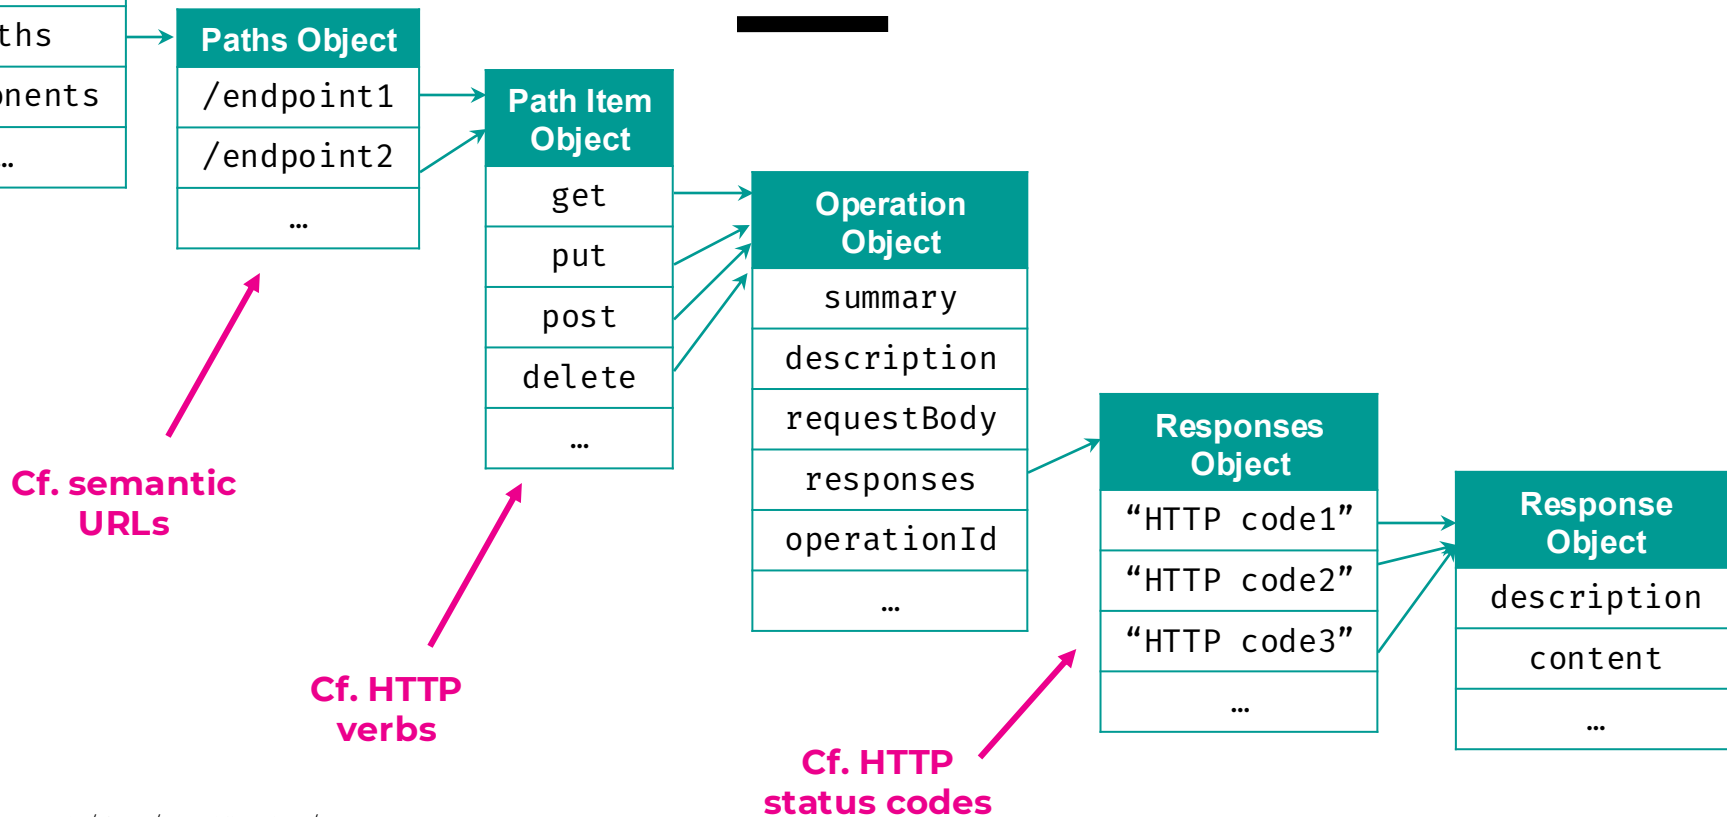 ths
onents
…
Paths Object
/endpoint1
/endpoint2
…
Path Item
Object
get
put
post
delete
…
Operation
Object
summary
description
requestBody
responses
operationId
…
Responses
Object
“HTTP code1”
“HTTP code2”
“HTTP code3”
…
Response
Object
description
content
…
Cf. semantic
URLs
Cf. HTTP
verbs
Cf. HTTP
status codes